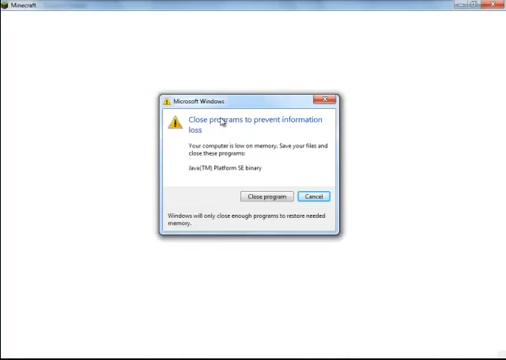 Minecraft
Microsoft Windows
Close programs to prevent information
loss
Your computer is low on memory. Save your files and
close these programs:
Java(TM) Platform SE binary
Close program
Cancel
Windows will only close enough programs to restore needed
memory.